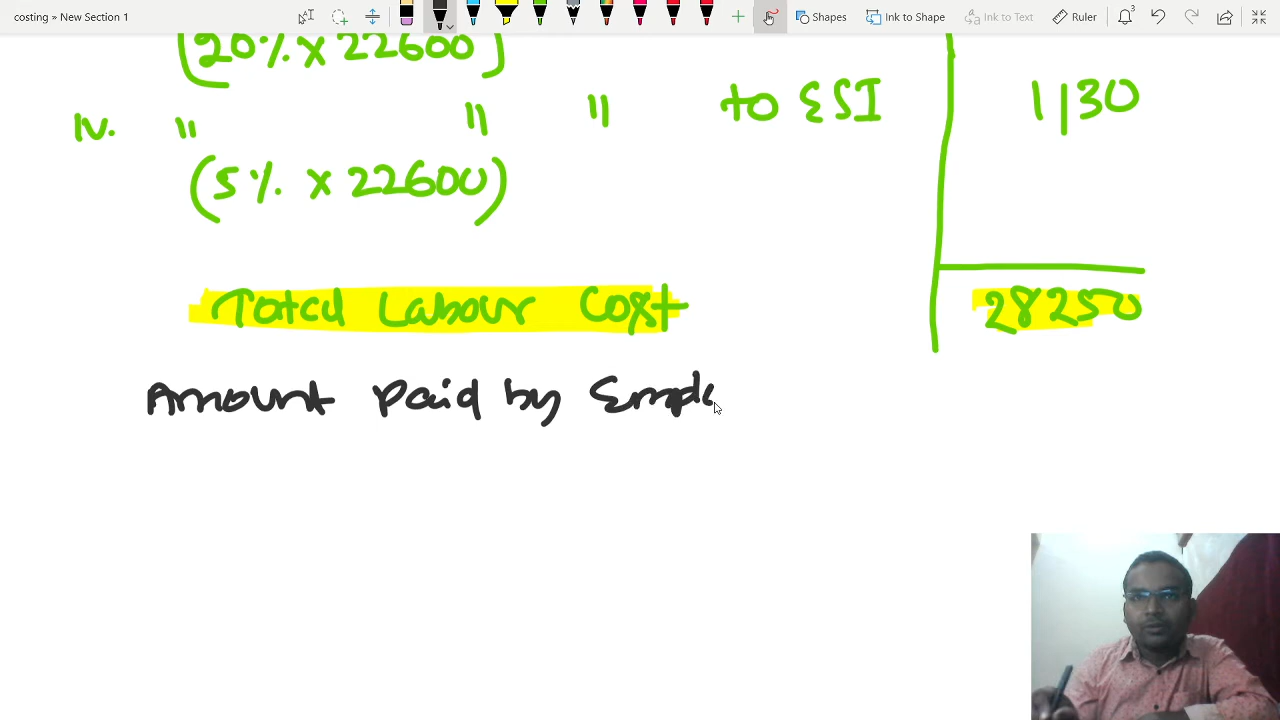 costing » New Section 1
Shapes
Ink to Shape
Ink to Text
Ruler
(20% x 22600)
iv. " " " to ESI 1130
(5% x 22600)
Total Labour Cost 28250
Amount paid by Emplo